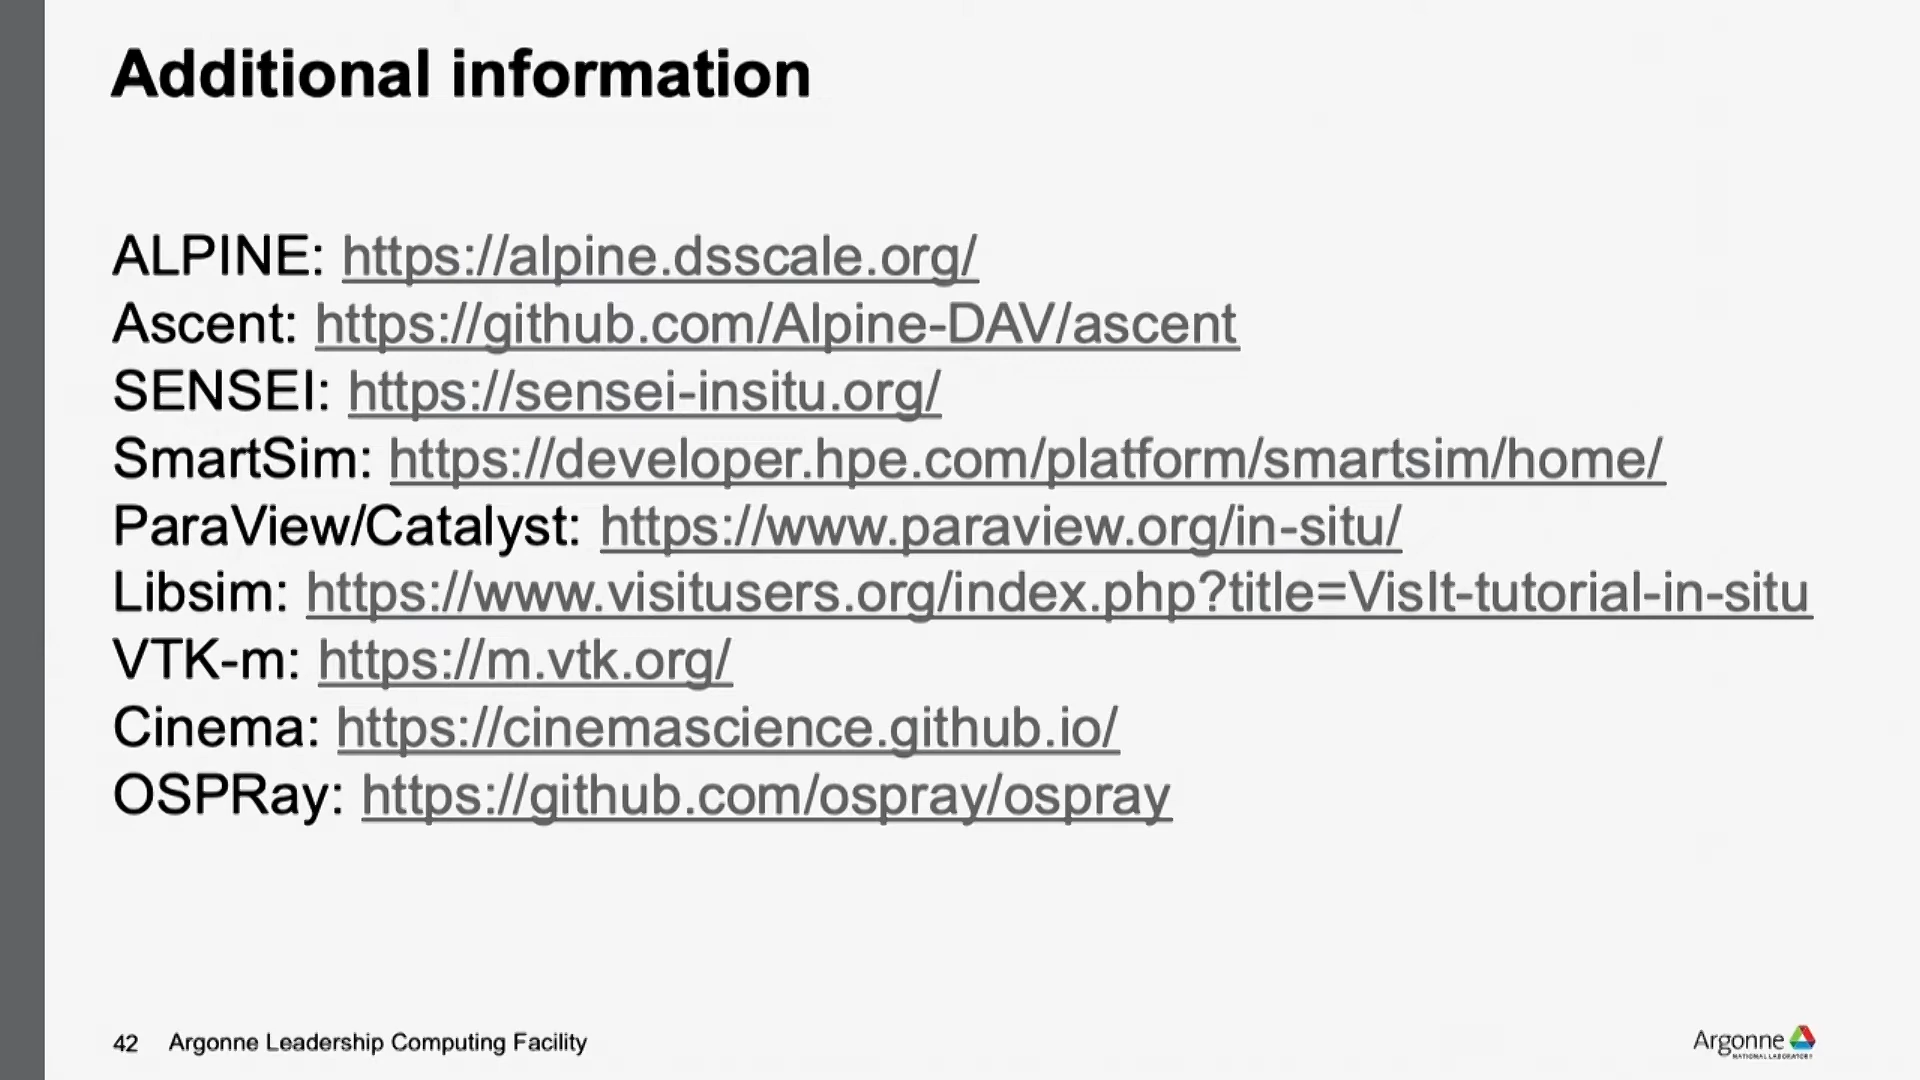 Additional information
ALPINE: https://alpine.dsscale.org/
Ascent: https://github.com/Alpine-DAV/ascent
SENSEI: https://sensei-insitu.org/
SmartSim: https://developer.hpe.com/platform/smartsim/home/
ParaView/Catalyst: https://www.paraview.org/in-situ/
Libsim: https://www.visitusers.org/index.php?title=VisIt-tutorial-in-situ
VTK-m: https://m.vtk.org/
Cinema: https://cinemascience.github.io/
OSPRay: https://github.com/ospray/ospray
42 Argonne Leadership Computing Facility
Argonne
NATIONAL LABORATORY